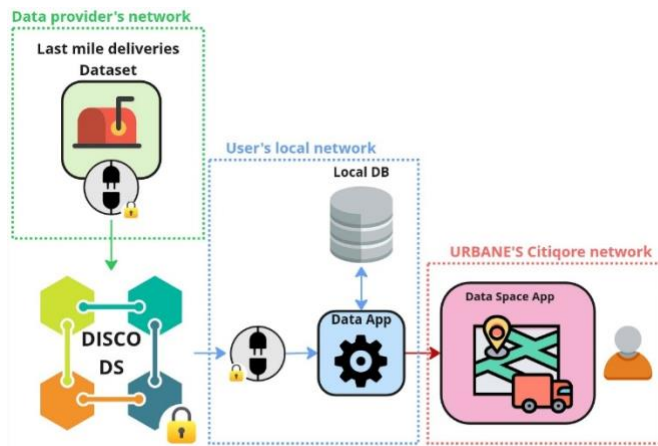 Data provider's network
Last mile deliveries
Dataset
User's local network
Local DB
URBANE'S Citiqore network
Data Space App
Data App
DISCO
DS